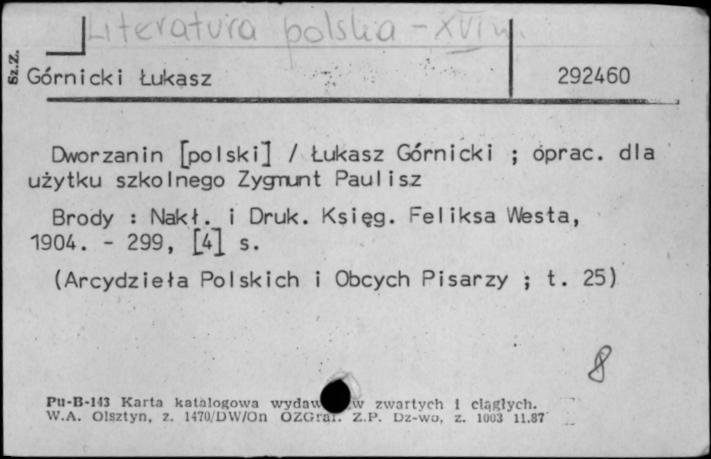 Literatura polska - XVI w.
Sz.Z.
Górnicki Łukasz 292460
Dworzanin [polski] / Łukasz Górnicki ; oprac. dla
użytku szkolnego Zygmunt Paulisz
Brody : Nakł. i Druk. Księg. Feliksa Westa,
1904. - 299, [4] s.
(Arcydzieła Polskich i Obcych Pisarzy ; t. 25)
8
Pu-B-143 Karta katalogowa wydaw w zwartych i ciągłych.
W.A. Olsztyn, z. 1470/DW/On OZGraf. Z.P. Dz-wo, z. 1003 11.87